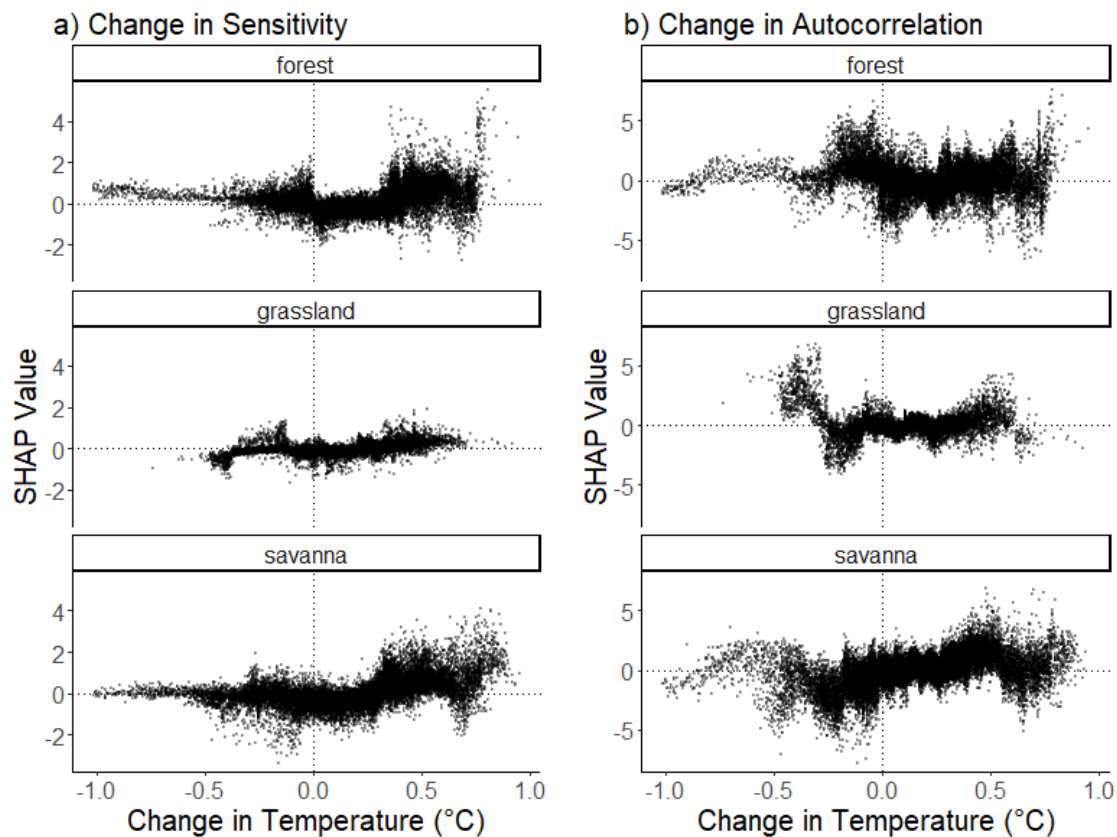 a) Change in Sensitivity
forest
4
2
0
-2
grassland
4
2
0
-2
savanna
4
2
0
-2
SHAP Value
-1.0 -0.5 0.0 0.5 1.0
Change in Temperature (°C)
b) Change in Autocorrelation
forest
5
0
-5
grassland
5
0
-5
savanna
5
0
-5
SHAP Value
-1.0 -0.5 0.0 0.5 1.0
Change in Temperature (°C)